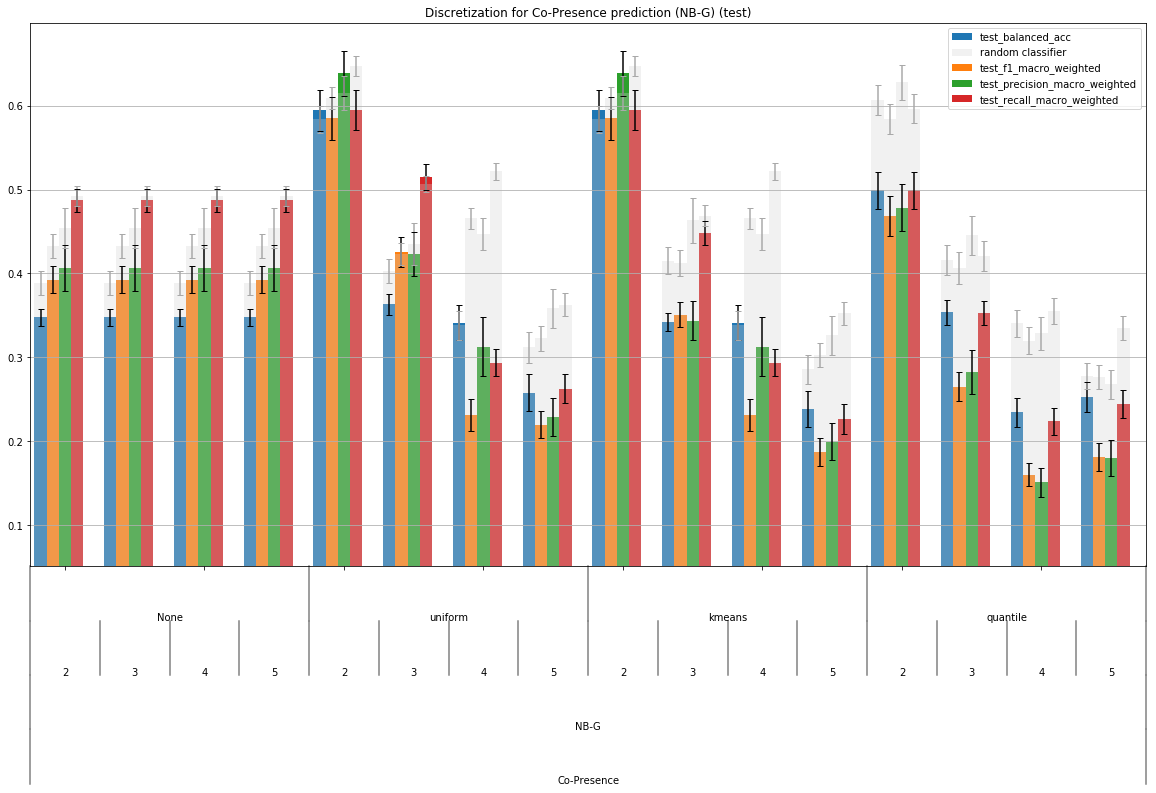 Discretization for Co-Presence prediction (NB-G) (test)
test_balanced_acc
random classifier
test_f1_macro_weighted
test_precision_macro_weighted
test_recall_macro_weighted
0.6
0.5
0.4
0.3
0.2
0.1
None uniform kmeans quantile
2 3 4 5 2 3 4 5 2 3 4 5 2 3 4 5
NB-G
Co-Presence